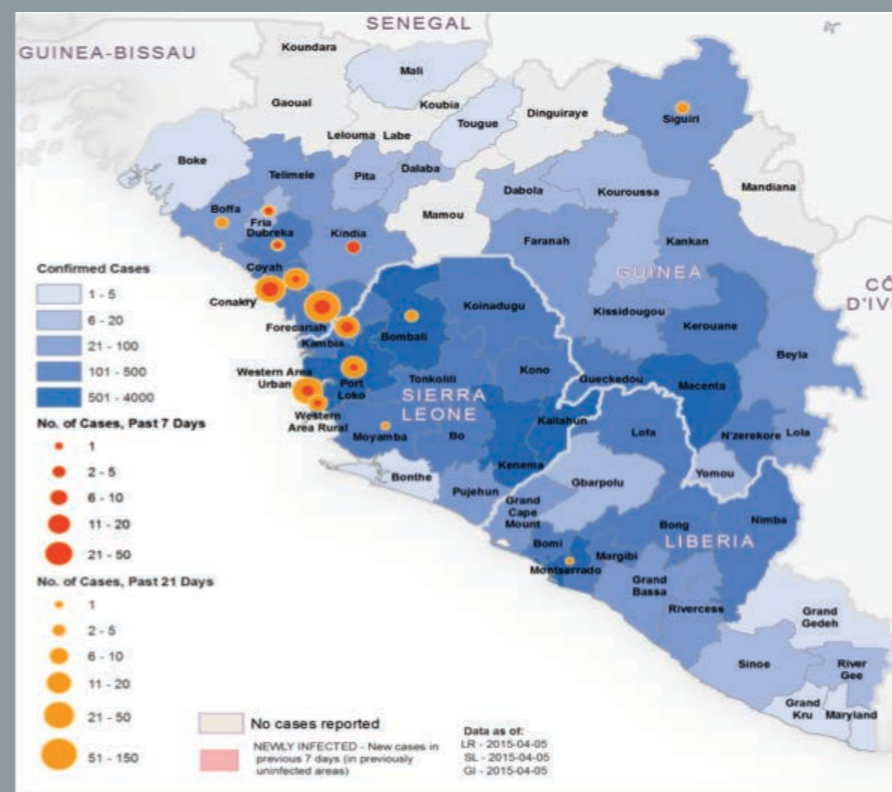 SENEGAL
GUINEA-BISSAU
Koundara
Mali
Gaoual
Koubia
Lelouma
Labe
Tougue
Dinguiraye
Siguiri
Boke
Telimele
Pita
Dalaba
Dabola
Kouroussa
Mandiana
Boffa
Fria
Dubreka
Kindia
Mamou
Faranah
Kankan
GUINEA
CÔ
D'IVO
Coyah
Conakry
Forecariah
Kambia
Bombali
Koinadugu
Kissidougou
Kerouane
Beyla
Western Area
Urban
Port
Loko
Tonkolili
Kono
Gueckedou
Macenta
SIERRA
LEONE
Western
Area Rural
Moyamba
Bo
Kailahun
Kenema
Lofa
N'zerekore
Lola
Yomou
Bonthe
Pujehun
Gbarpolu
Grand
Cape
Mount
Bong
Nimba
LIBERIA
Bomi
Margibi
Montserrado
Grand
Bassa
Rivercess
Grand
Gedeh
Sinoe
River
Gee
Grand
Kru
Maryland
Confirmed Cases
1 - 5
6 - 20
21 - 100
101 - 500
501 - 4000
No. of Cases, Past 7 Days
1
2 - 5
6 - 10
11 - 20
21 - 50
No. of Cases, Past 21 Days
1
2 - 5
6 - 10
11 - 20
21 - 50
51 - 150
No cases reported
NEWLY INFECTED - New cases in
previous 7 days (in previously
uninfected areas)
Data as of:
LR - 2015-04-05
SL - 2015-04-05
GI - 2015-04-05